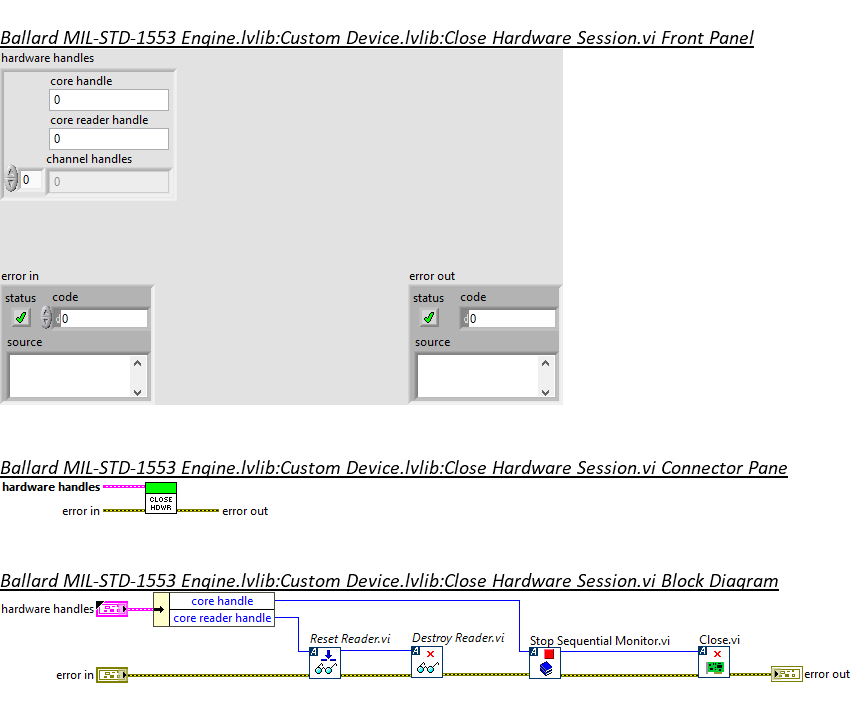 Ballard MIL-STD-1553 Engine.lvlib:Custom Device.lvlib:Close Hardware Session.vi Front Panel
hardware handles
core handle
0
core reader handle
0
channel handles
0 0
error in error out
status code status code
d0 d0
source source
Ballard MIL-STD-1553 Engine.lvlib:Custom Device.lvlib:Close Hardware Session.vi Connector Pane
hardware handles
CLOSE
HDWR
error in error out
Ballard MIL-STD-1553 Engine.lvlib:Custom Device.lvlib:Close Hardware Session.vi Block Diagram
hardware handles core handle
core reader handle
Reset Reader.vi Destroy Reader.vi Stop Sequential Monitor.vi Close.vi
A A A A
error in error out